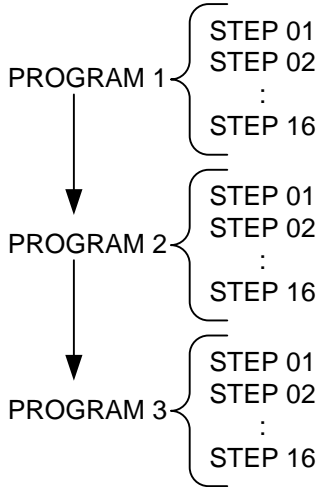 STEP 01
STEP 02
PROGRAM 1
:
STEP 16
STEP 01
STEP 02
PROGRAM 2
:
STEP 16
STEP 01
STEP 02
PROGRAM 3
:
STEP 16